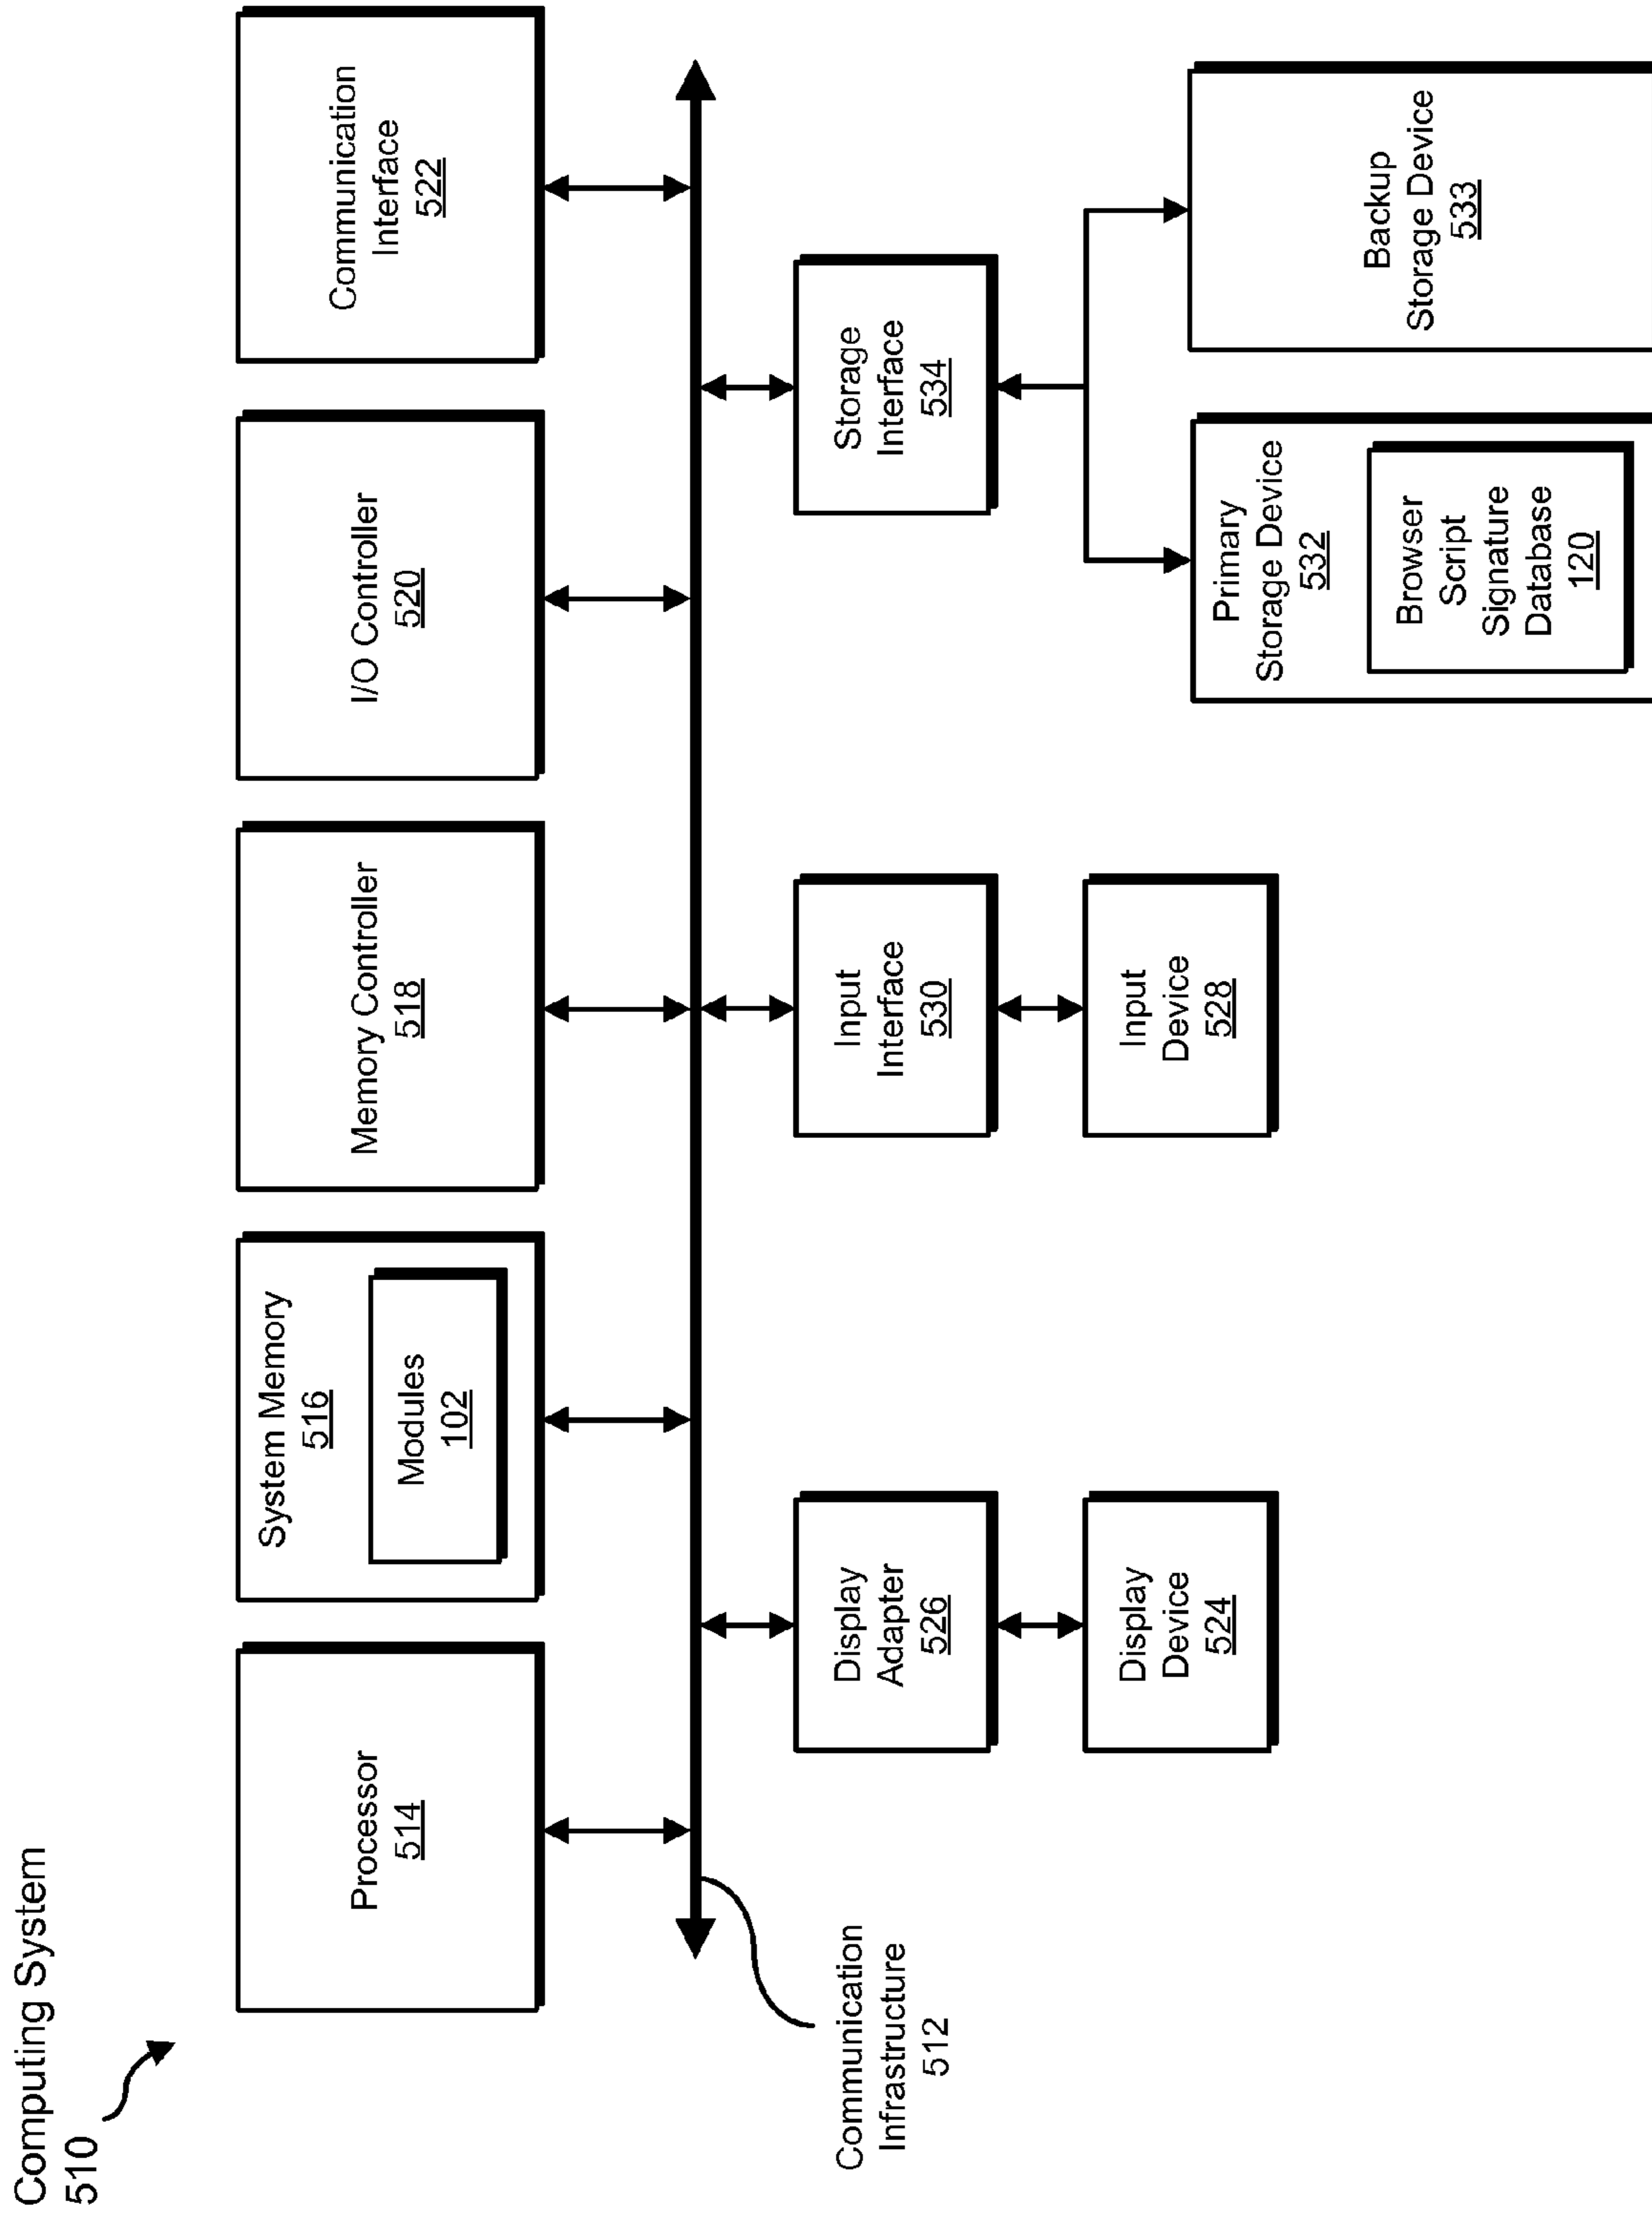 Computing System
510
Processor
514
System Memory
516
Modules
102
Memory Controller
518
I/O Controller
520
Communication
Interface
522
Communication
Infrastructure
512
Display
Adapter
526
Display
Device
524
Input
Interface
530
Input
Device
528
Storage
Interface
534
Primary
Storage Device
532
Browser
Script
Signature
Database
120
Backup
Storage Device
533